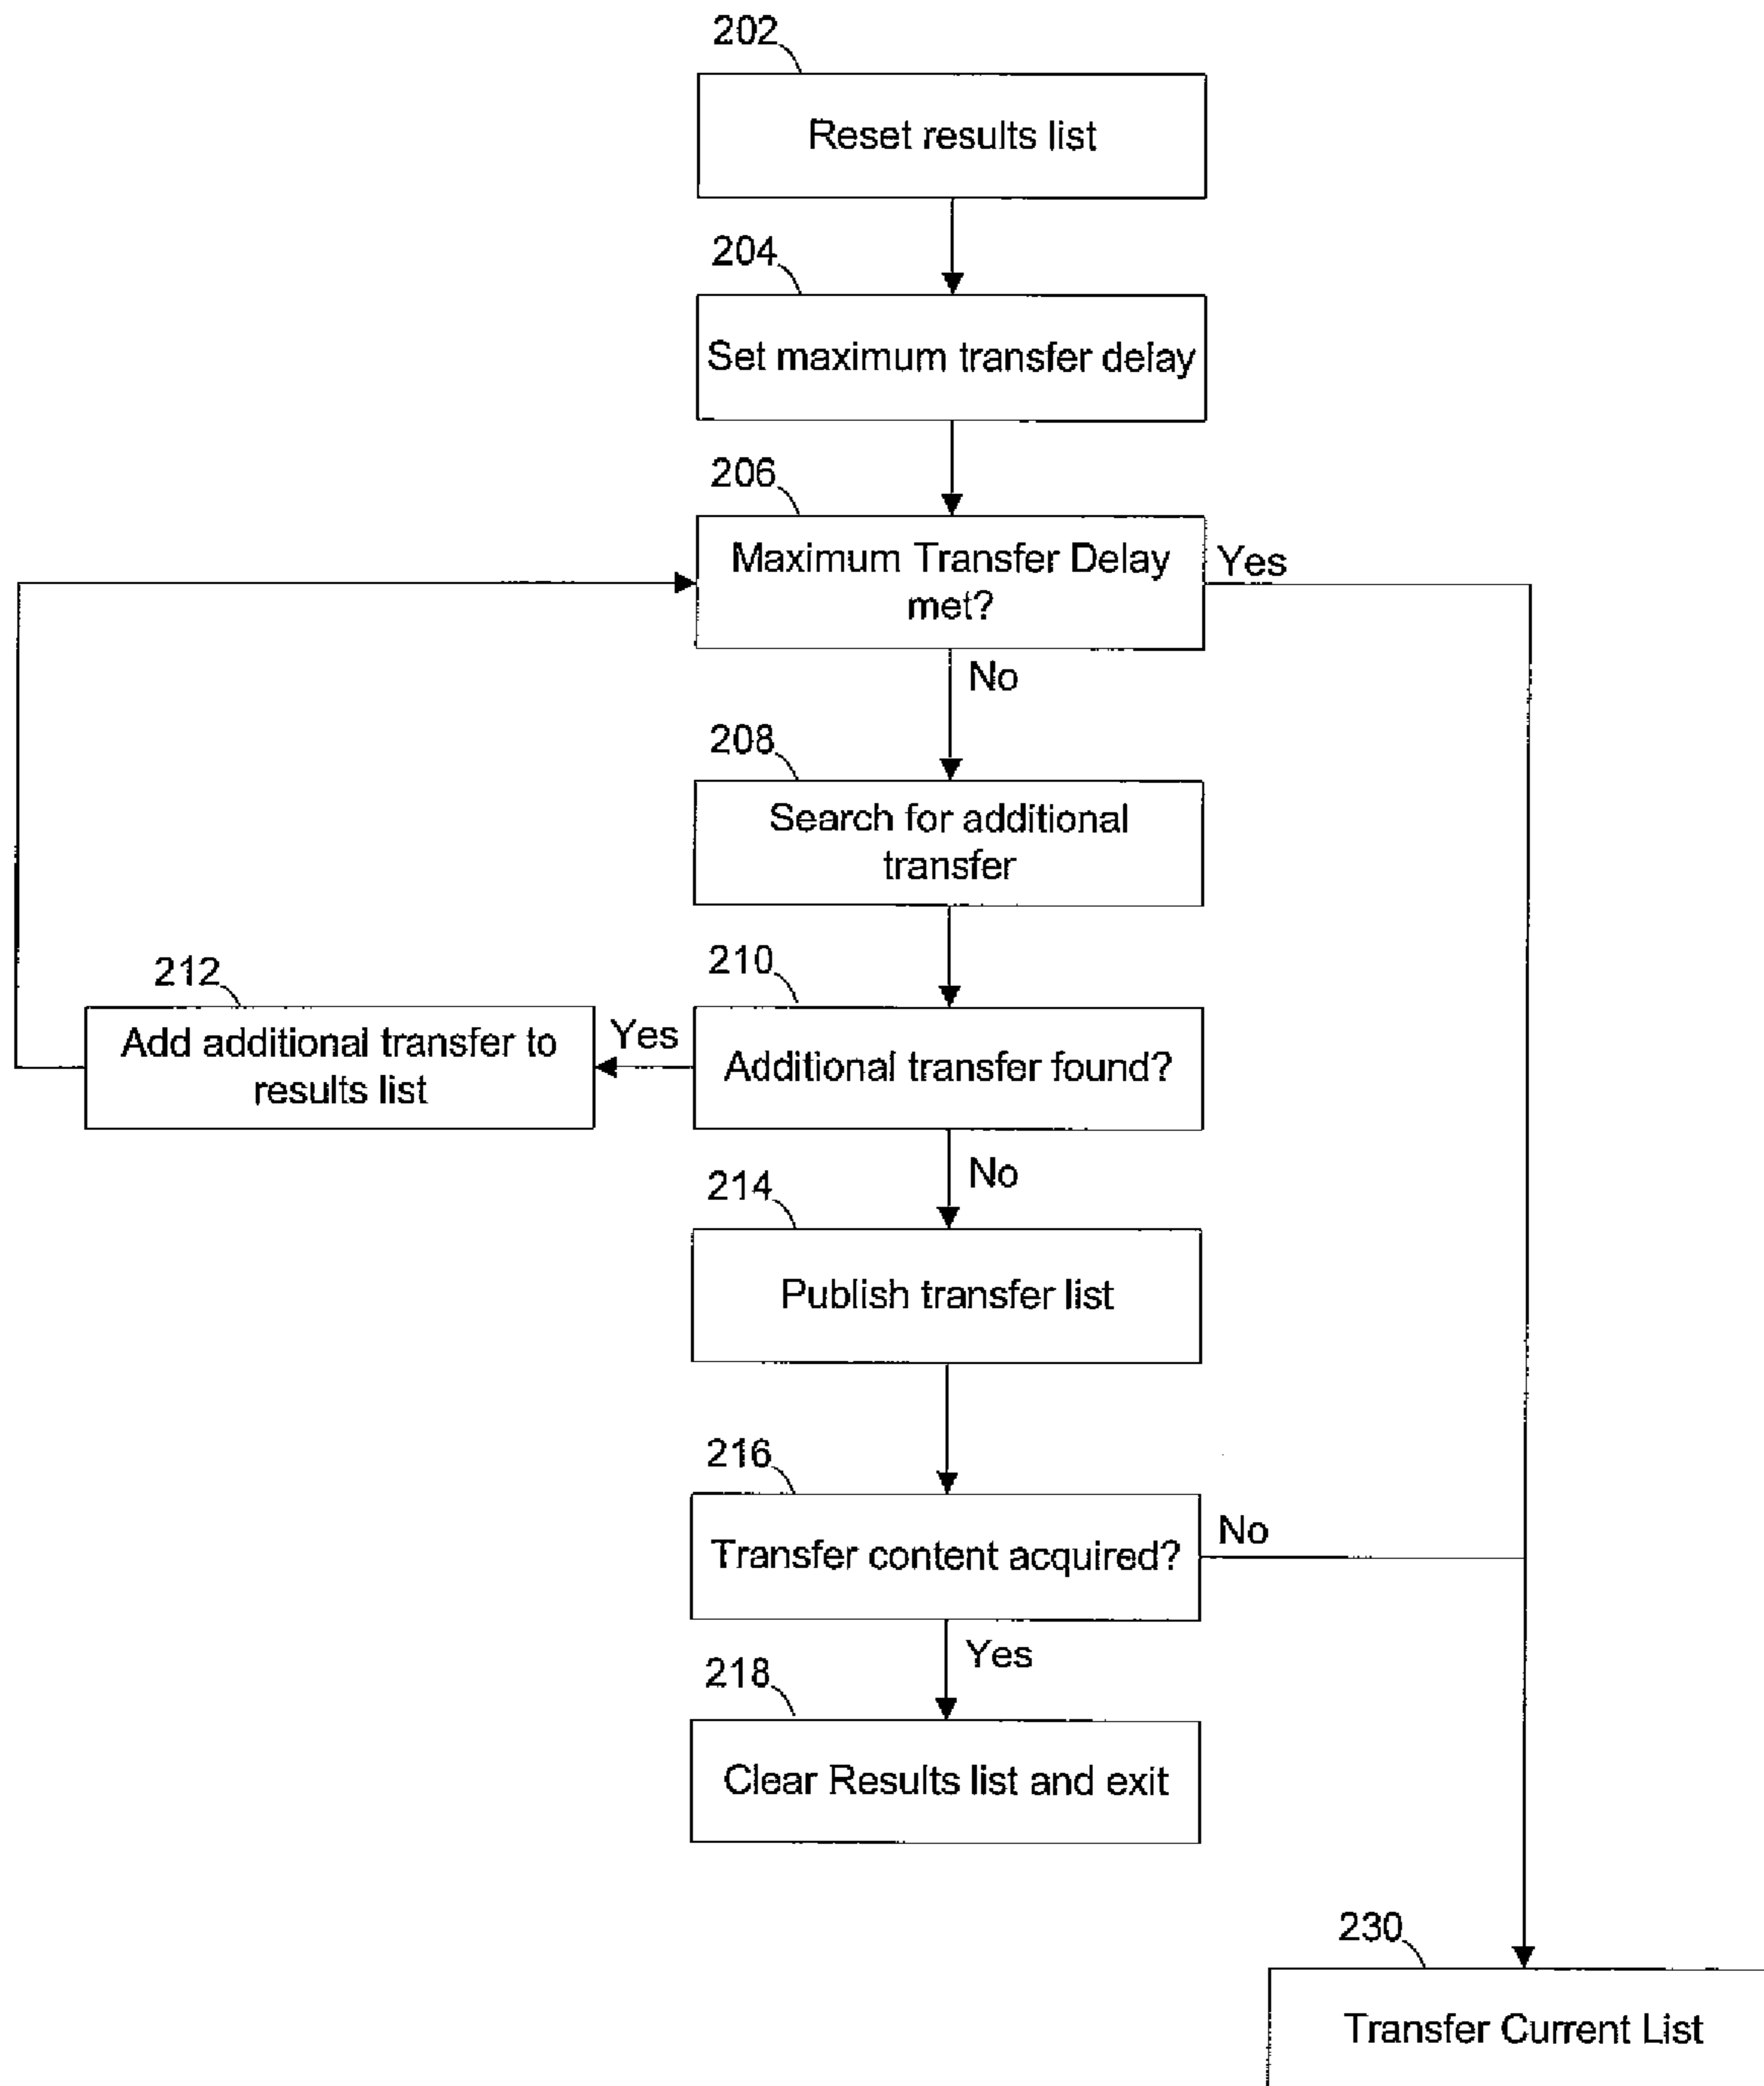 202
Reset results list
204
Set maximum transfer delay
206
Maximum Transfer Delay
met?
Yes
No
208
Search for additional
transfer
210
Additional transfer found?
Yes
212
Add additional transfer to
results list
No
214
Publish transfer list
216
Transfer content acquired?
No
Yes
218
Clear Results list and exit
230
Transfer Current List